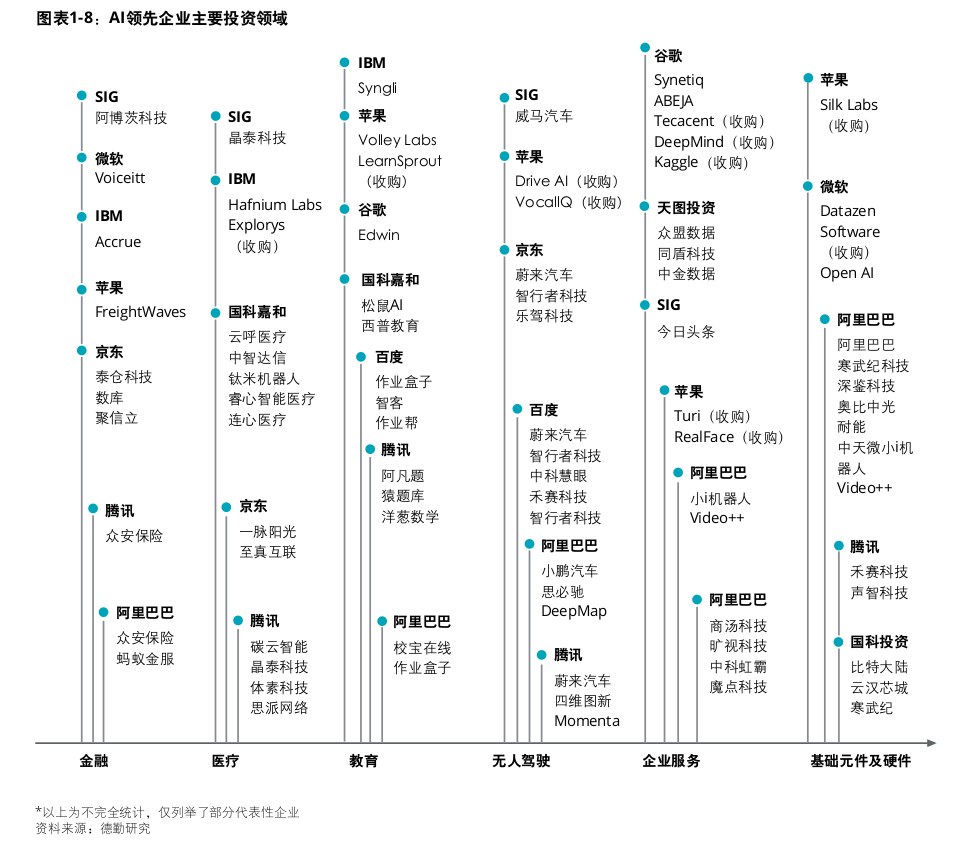 图表1-8：AI领先企业主要投资领域
SIG
阿博茨科技
微软
Voiceitt
IBM
Accrue
苹果
FreightWaves
京东
泰仓科技
数库
聚信立
腾讯
众安保险
阿里巴巴
众安保险
蚂蚁金服
金融
SIG
晶泰科技
IBM
Hafnium Labs
Explorys
（收购）
国科嘉和
云呼医疗
中智达信
钛米机器人
睿心智能医疗
连心医疗
京东
一脉阳光
至真互联
腾讯
碳云智能
晶泰科技
体素科技
思派网络
医疗
IBM
Syngli
苹果
Volley Labs
LearnSprout
（收购）
谷歌
Edwin
国科嘉和
松鼠AI
西普教育
百度
作业盒子
智客
作业帮
腾讯
阿凡题
猿题库
洋葱数学
阿里巴巴
校宝在线
作业盒子
教育
SIG
威马汽车
苹果
Drive AI（收购）
VocalIQ（收购）
京东
蔚来汽车
智行者科技
乐驾科技
百度
蔚来汽车
智行者科技
中科慧眼
禾赛科技
智行者科技
阿里巴巴
小鹏汽车
思必驰
DeepMap
腾讯
蔚来汽车
四维图新
Momenta
无人驾驶
谷歌
Synetiq
ABEJA
Tecacent（收购）
DeepMind（收购）
Kaggle（收购）
天图投资
众盟数据
同盾科技
中金数据
SIG
今日头条
苹果
Turi（收购）
RealFace（收购）
阿里巴巴
小i机器人
Video++
阿里巴巴
商汤科技
旷视科技
中科虹霸
魔点科技
企业服务
苹果
Silk Labs
（收购）
微软
Datazen
Software
（收购）
Open AI
阿里巴巴
阿里巴巴
寒武纪科技
深鉴科技
奥比中光
耐能
中天微小i机
器人
Video++
腾讯
禾赛科技
声智科技
国科投资
比特大陆
云汉芯城
寒武纪
基础元件及硬件
*以上为不完全统计，仅列举了部分代表性企业
资料来源：德勤研究